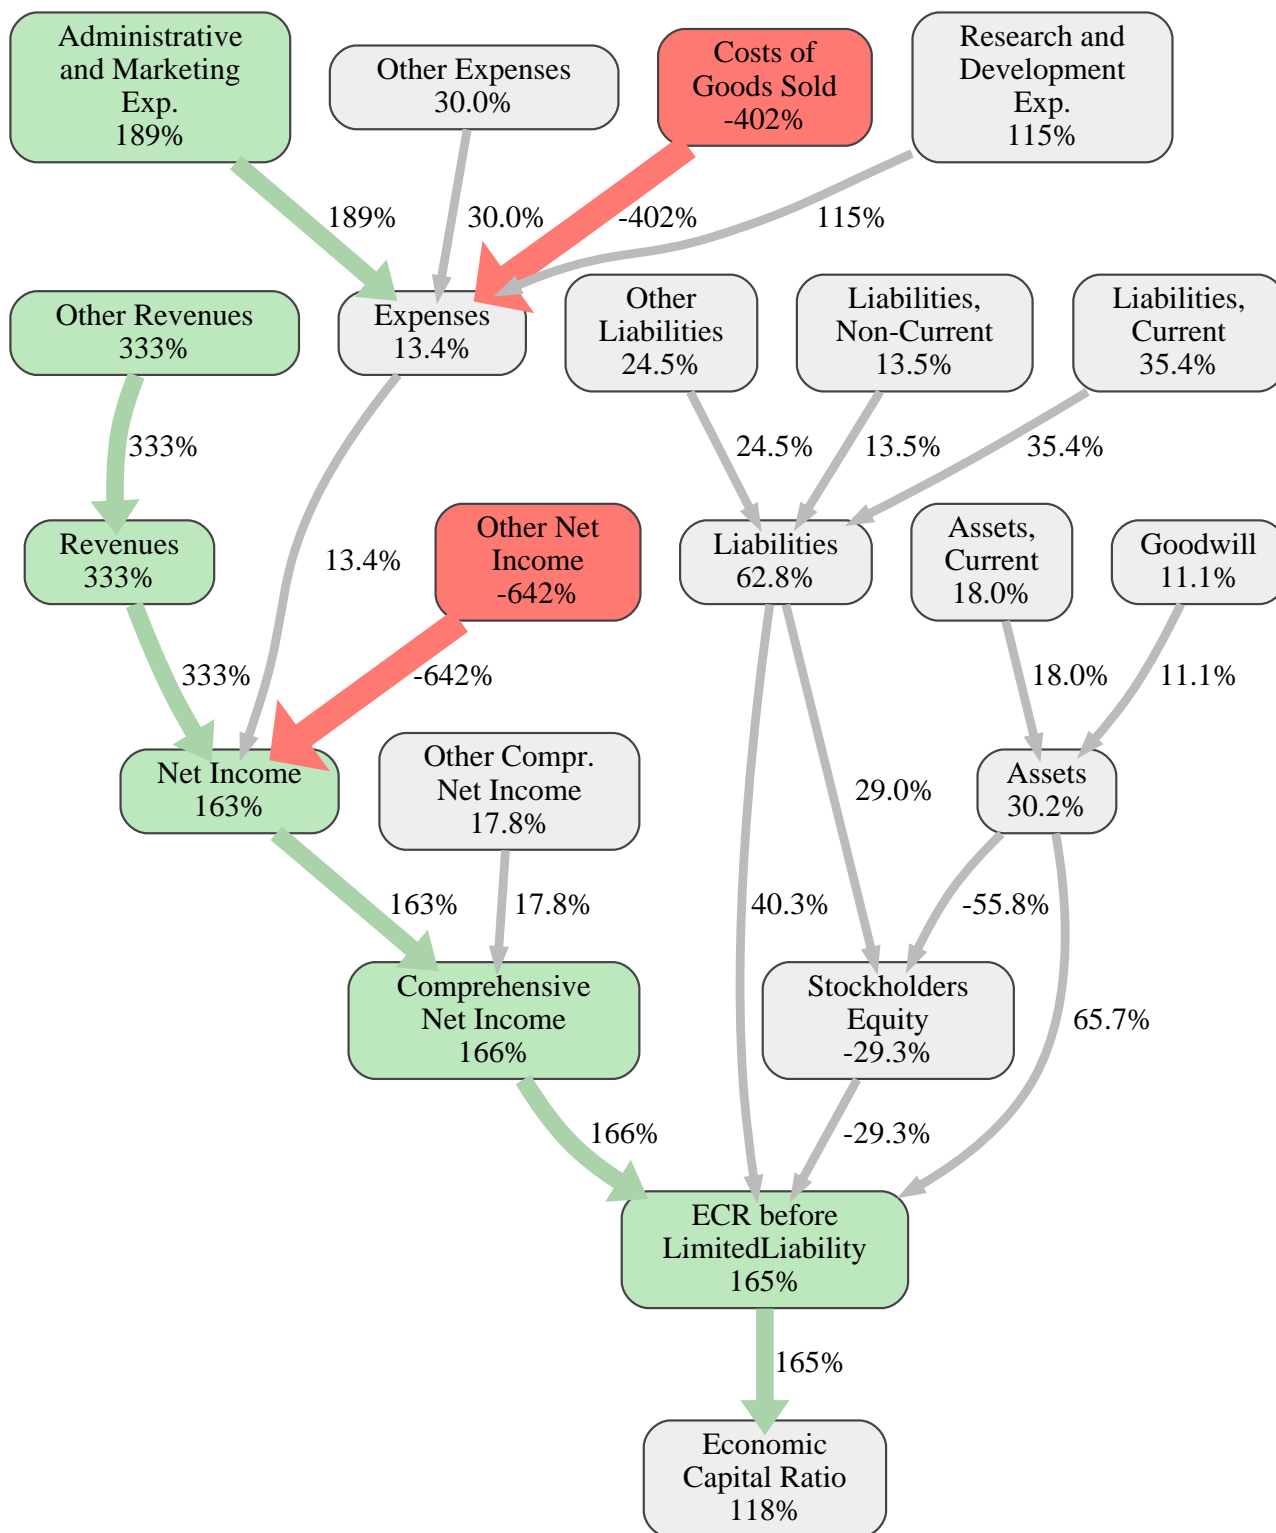 Administrative
and Marketing
Exp.
189%
Other Expenses
30.0%
Costs of
Goods Sold
-402%
Research and
Development
Exp.
115%
189%
30.0%
-402%
115%
Other Revenues
333%
Expenses
13.4%
Other
Liabilities
24.5%
Liabilities,
Non-Current
13.5%
Liabilities,
Current
35.4%
333%
24.5%
13.5%
35.4%
Revenues
333%
13.4%
Other Net
Income
-642%
Liabilities
62.8%
Assets,
Current
18.0%
Goodwill
11.1%
333%
-642%
18.0%
11.1%
Net Income
163%
Other Compr.
Net Income
17.8%
29.0%
Assets
30.2%
163%
17.8%
40.3%
-55.8%
Comprehensive
Net Income
166%
Stockholders
Equity
-29.3%
65.7%
166%
-29.3%
ECR before
LimitedLiability
165%
165%
Economic
Capital Ratio
118%